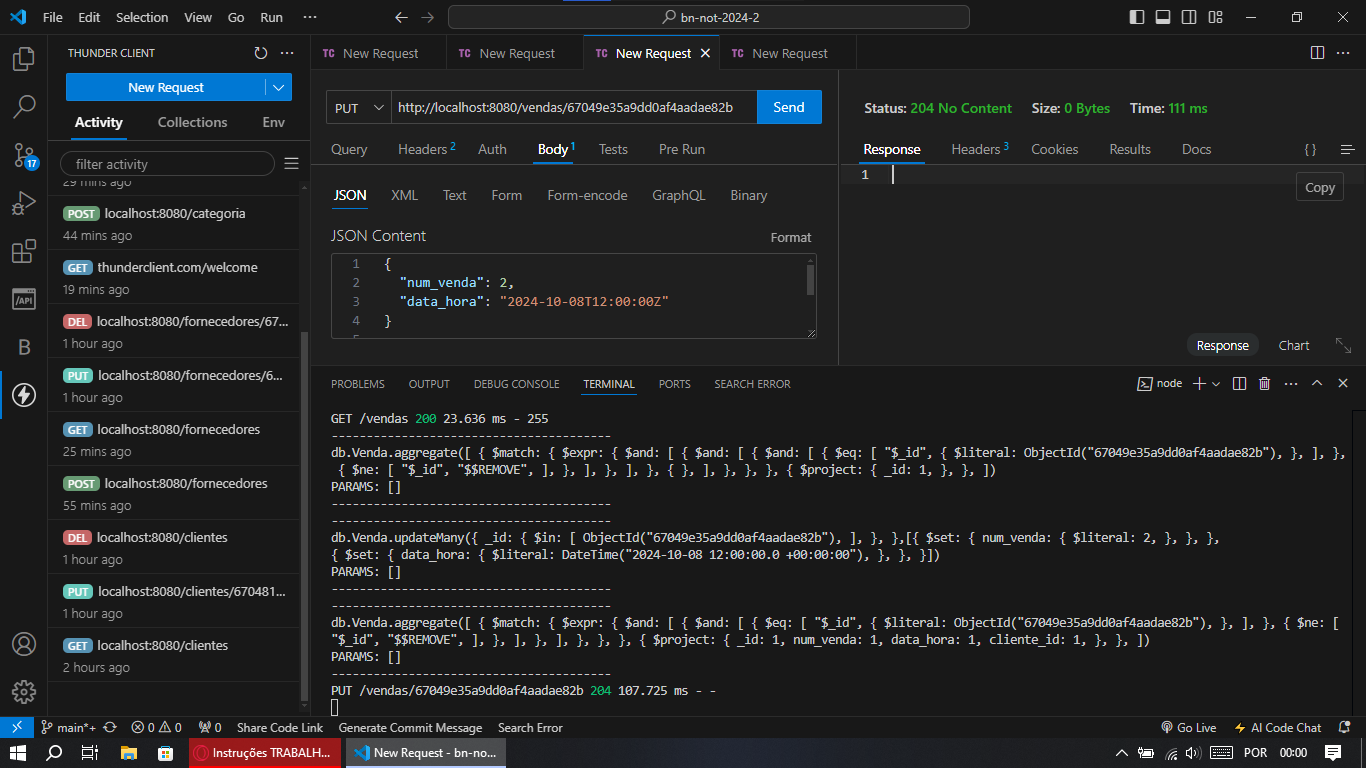 File Edit Selection View Go Run ··· bn-not-2024-2
THUNDER CLIENT
New Request
Activity Collections Env
filter activity
29 mins ago
POST localhost:8080/categoria
44 mins ago
GET thunderclient.com/welcome
19 mins ago
DEL localhost:8080/fornecedores/67...
1 hour ago
PUT localhost:8080/fornecedores/6...
1 hour ago
GET localhost:8080/fornecedores
25 mins ago
POST localhost:8080/fornecedores
55 mins ago
DEL localhost:8080/clientes
1 hour ago
PUT localhost:8080/clientes/670481...
1 hour ago
GET localhost:8080/clientes
2 hours ago
17
/API
B
TC New Request TC New Request TC New Request TC New Request
PUT http://localhost:8080/vendas/67049e35a9dd0af4aadae82b Send
Query Headers 2 Auth Body 1 Tests Pre Run
JSON XML Text Form Form-encode GraphQL Binary
JSON Content Format
1 {
2 "num_venda": 2,
3 "data_hora": "2024-10-08T12:00:00Z"
4 }
Status: 204 No Content Size: 0 Bytes Time: 111 ms
Response Headers 3 Cookies Results Docs { }
1
Copy
Response Chart
PROBLEMS OUTPUT DEBUG CONSOLE TERMINAL PORTS SEARCH ERROR node
GET /vendas 200 23.636 ms - 255
----------------------------------------
db.Venda.aggregate([ { $match: { $expr: { $and: [ { $and: [ { $and: [ { $eq: [ "$_id", { $literal: ObjectId("67049e35a9dd0af4aadae82b"), }, ], },
{ $ne: [ "$_id", "$$REMOVE", ], }, ], }, ], }, { }, ], }, }, }, { $project: { _id: 1, }, }, ])
PARAMS: []
----------------------------------------
----------------------------------------
db.Venda.updateMany({ _id: { $in: [ ObjectId("67049e35a9dd0af4aadae82b"), ], }, },[{ $set: { num_venda: { $literal: 2, }, }, },
{ $set: { data_hora: { $literal: DateTime("2024-10-08 12:00:00.0 +00:00:00"), }, }, }])
PARAMS: []
----------------------------------------
----------------------------------------
db.Venda.aggregate([ { $match: { $expr: { $and: [ { $and: [ { $eq: [ "$_id", { $literal: ObjectId("67049e35a9dd0af4aadae82b"), }, ], }, { $ne: [
"$_id", "$$REMOVE", ], }, ], }, ], }, }, }, { $project: { _id: 1, num_venda: 1, data_hora: 1, cliente_id: 1, }, }, ])
PARAMS: []
----------------------------------------
PUT /vendas/67049e35a9dd0af4aadae82b 204 107.725 ms - -
main*+ 0 0 0 Share Code Link Generate Commit Message Search Error Go Live AI Code Chat
Instruções TRABALH... New Request - bn-no... POR 00:00